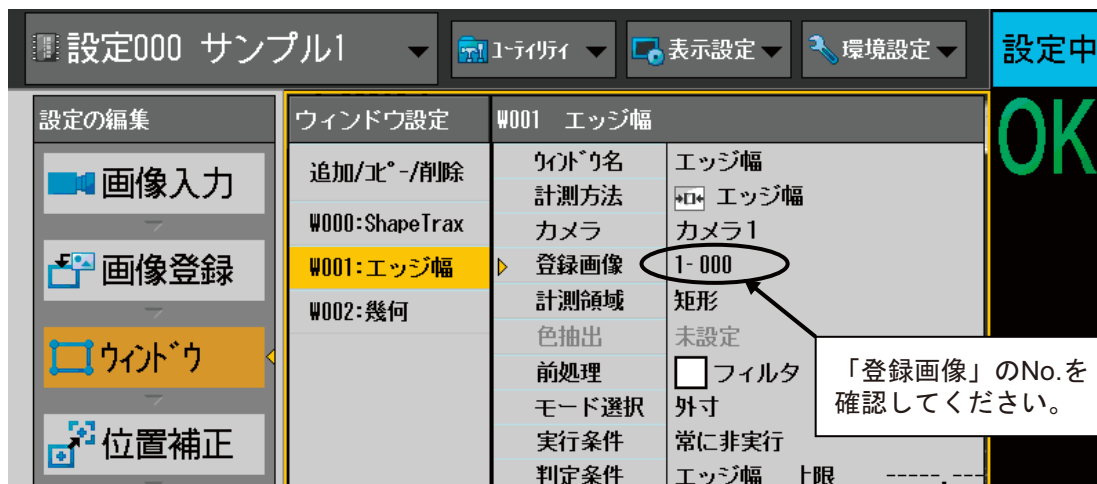 設定000 サンプル1
ﾕｰﾃｨﾘﾃｨ
表示設定
環境設定
設定中
OK
設定の編集
画像入力
画像登録
ｳｨﾝﾄﾞｳ
位置補正
ウィンドウ設定
追加/ｺﾋﾟｰ/削除
W000:ShapeTrax
W001:エッジ幅
W002:幾何
W001 エッジ幅
ｳｨﾝﾄﾞｳ名 エッジ幅
計測方法 エッジ幅
カメラ カメラ1
登録画像 1-000
計測領域 矩形
色抽出 未設定
前処理 フィルタ
モード選択 外寸
実行条件 常に非実行
判定条件 エッジ幅 上限 -----.---
「登録画像」のNo.を
確認してください。